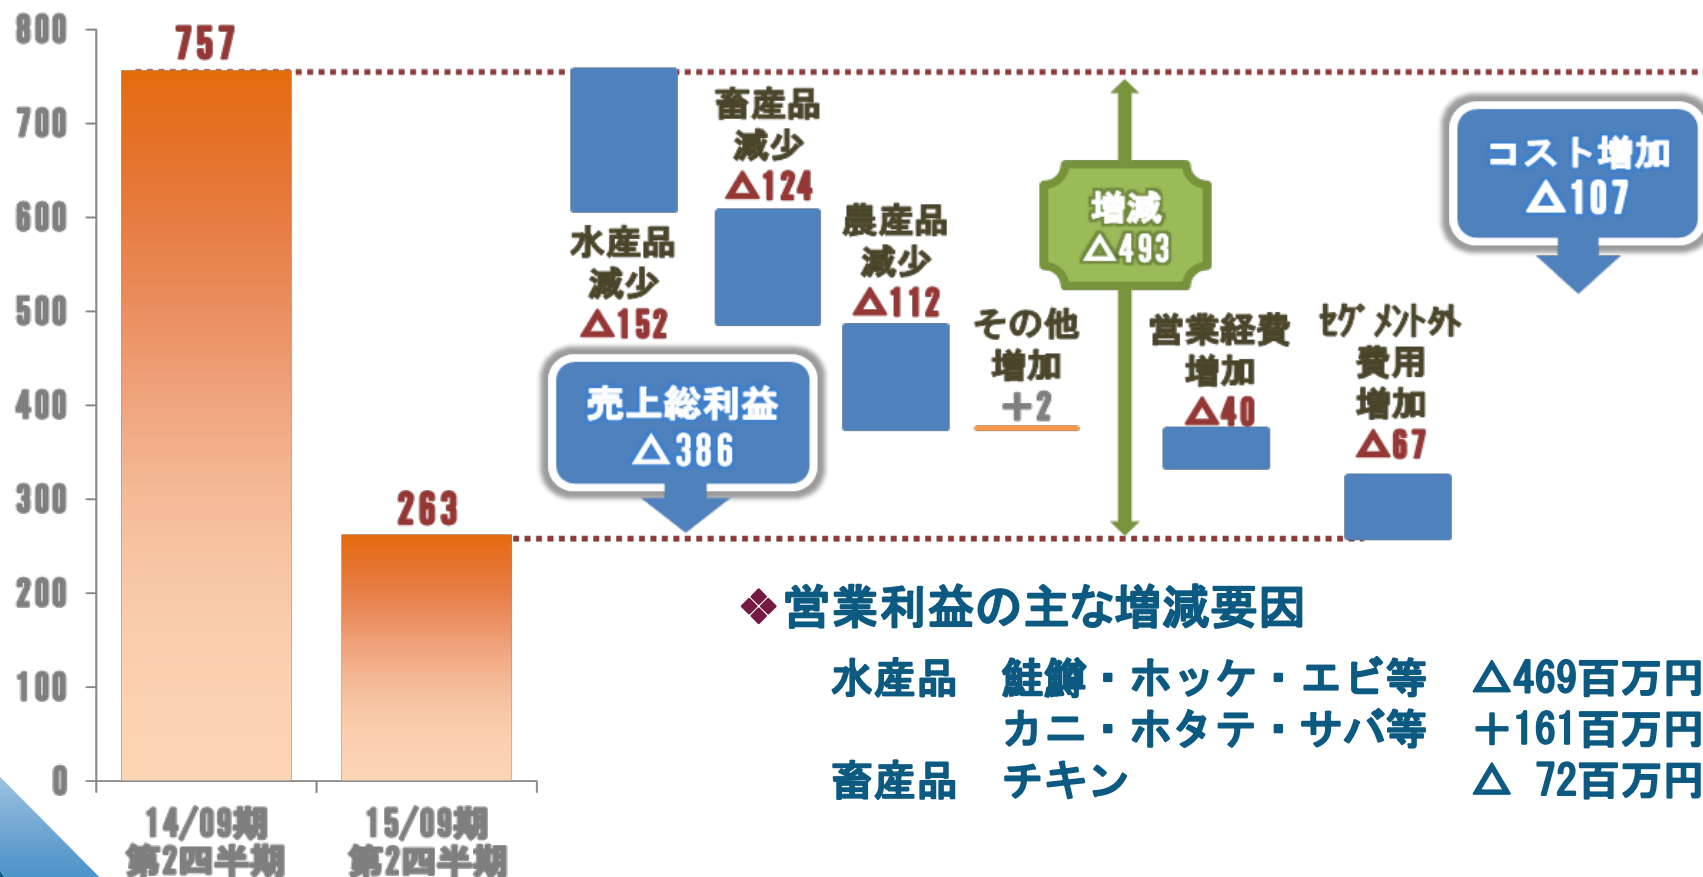 800
700
600
500
400
300
200
100
0
757
263
14/09期
第2四半期
15/09期
第2四半期
水産品
減少
△152
畜産品
減少
△124
農産品
減少
△112
その他
増加
＋2
売上総利益
△386
増減
△493
営業経費
増加
△40
ｾｸﾞﾒﾝﾄ外
費用
増加
△67
コスト増加
△107
❖営業利益の主な増減要因
水産品 鮭鱒・ホッケ・エビ等 △469百万円
カニ・ホタテ・サバ等 ＋161百万円
畜産品 チキン △ 72百万円